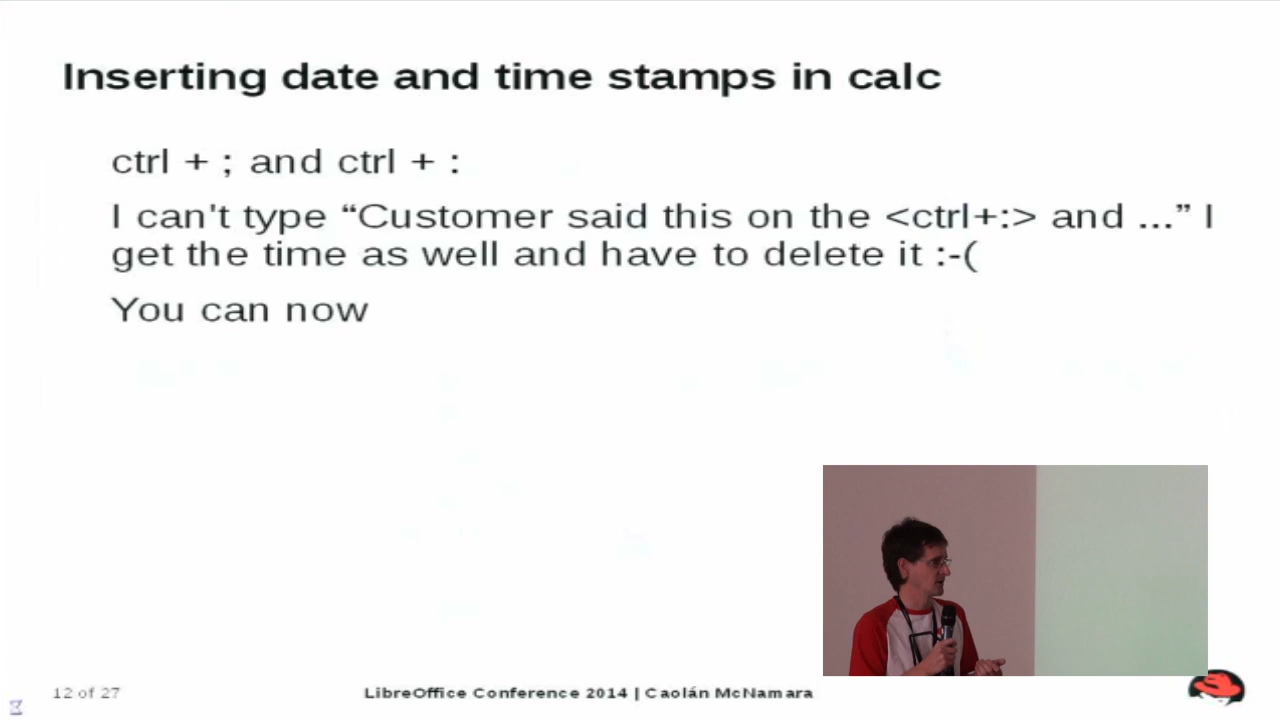 Inserting date and time stamps in calc
ctrl + ; and ctrl + :
I can't type “Customer said this on the <ctrl+:> and ...” I
get the time as well and have to delete it :-(
You can now
12 of 27
LibreOffice Conference 2014 | Caolán McNamara